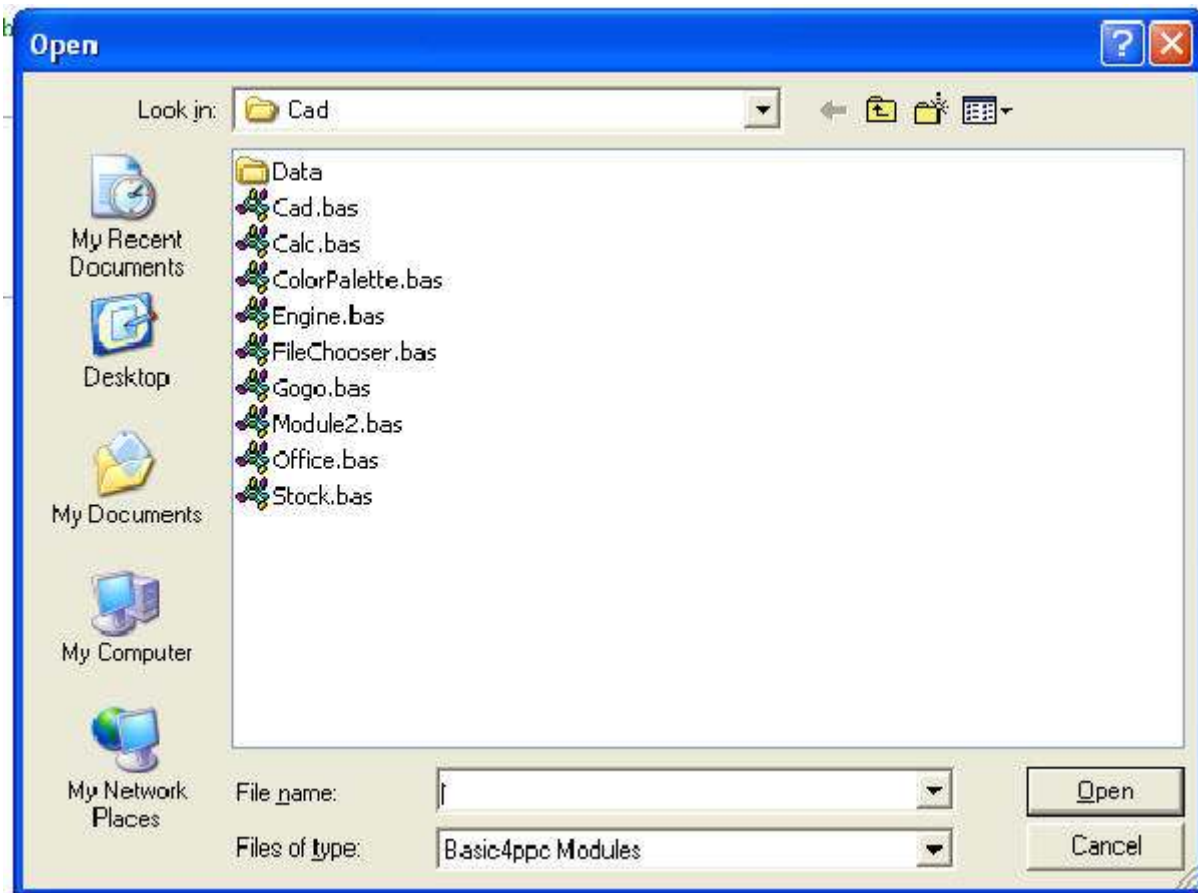 Open
Look in:
Cad
My Recent
Documents
Desktop
My Documents
My Computer
My Network
Places
Data
Cad.bas
Calc.bas
ColorPalette.bas
Engine.bas
FileChooser.bas
Gogo.bas
Module2.bas
Office.bas
Stock.bas
File name:
Open
Files of type:
Basic4ppc Modules
Cancel